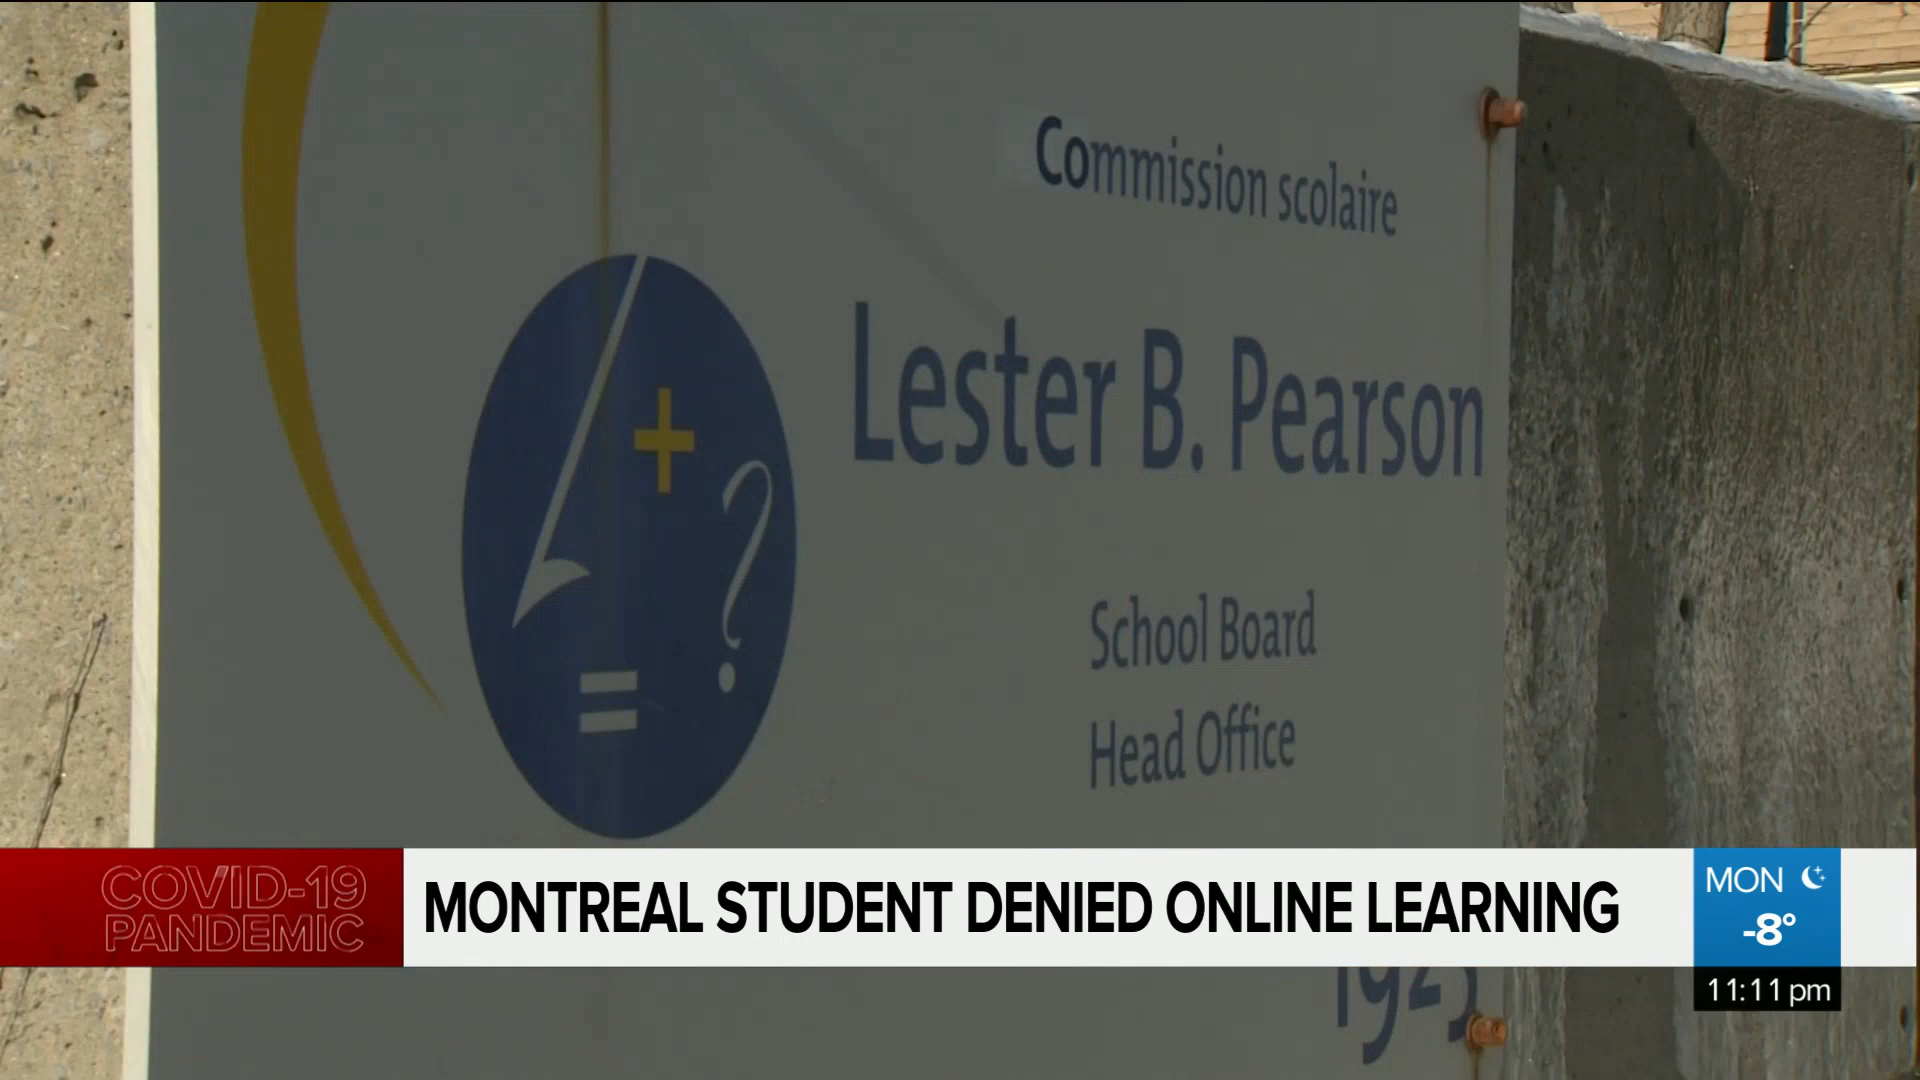 Commission scolaire
Lester B. Pearson
+
?
=
School Board
Head Office
COVID-19
PANDEMIC
MONTREAL STUDENT DENIED ONLINE LEARNING
MON
-8°
11:11 pm